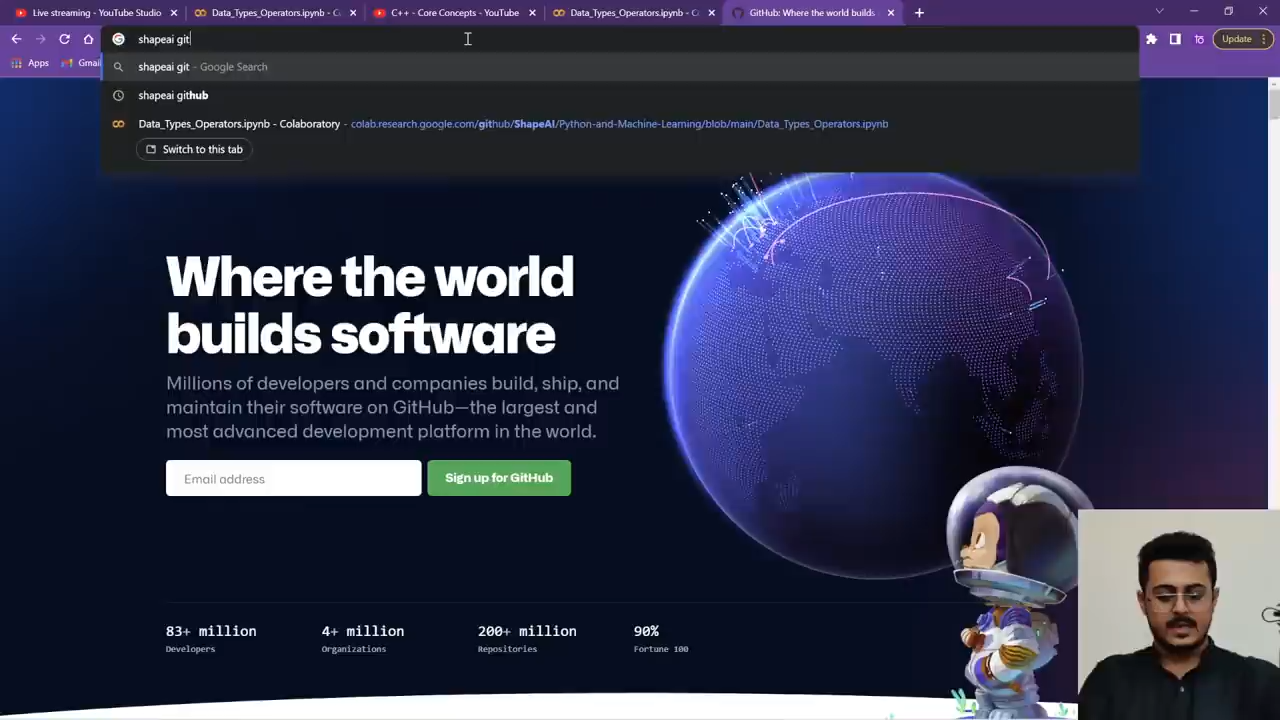 Live streaming - YouTube Studio
Data_Types_Operators.ipynb - C
C++ - Core Concepts - YouTube
Data_Types_Operators.ipynb - C
GitHub: Where the world builds
shapeai git
Update
Apps
Gmail
shapeai git - Google Search
shapeai github
Data_Types_Operators.ipynb - Colaboratory - colab.research.google.com/github/ShapeAI/Python-and-Machine-Learning/blob/main/Data_Types_Operators.ipynb
Switch to this tab
Where the world
builds software
Millions of developers and companies build, ship, and
maintain their software on GitHub—the largest and
most advanced development platform in the world.
Email address
Sign up for GitHub
83+ million
4+ million
200+ million
90%
Developers
Organizations
Repositories
Fortune 100